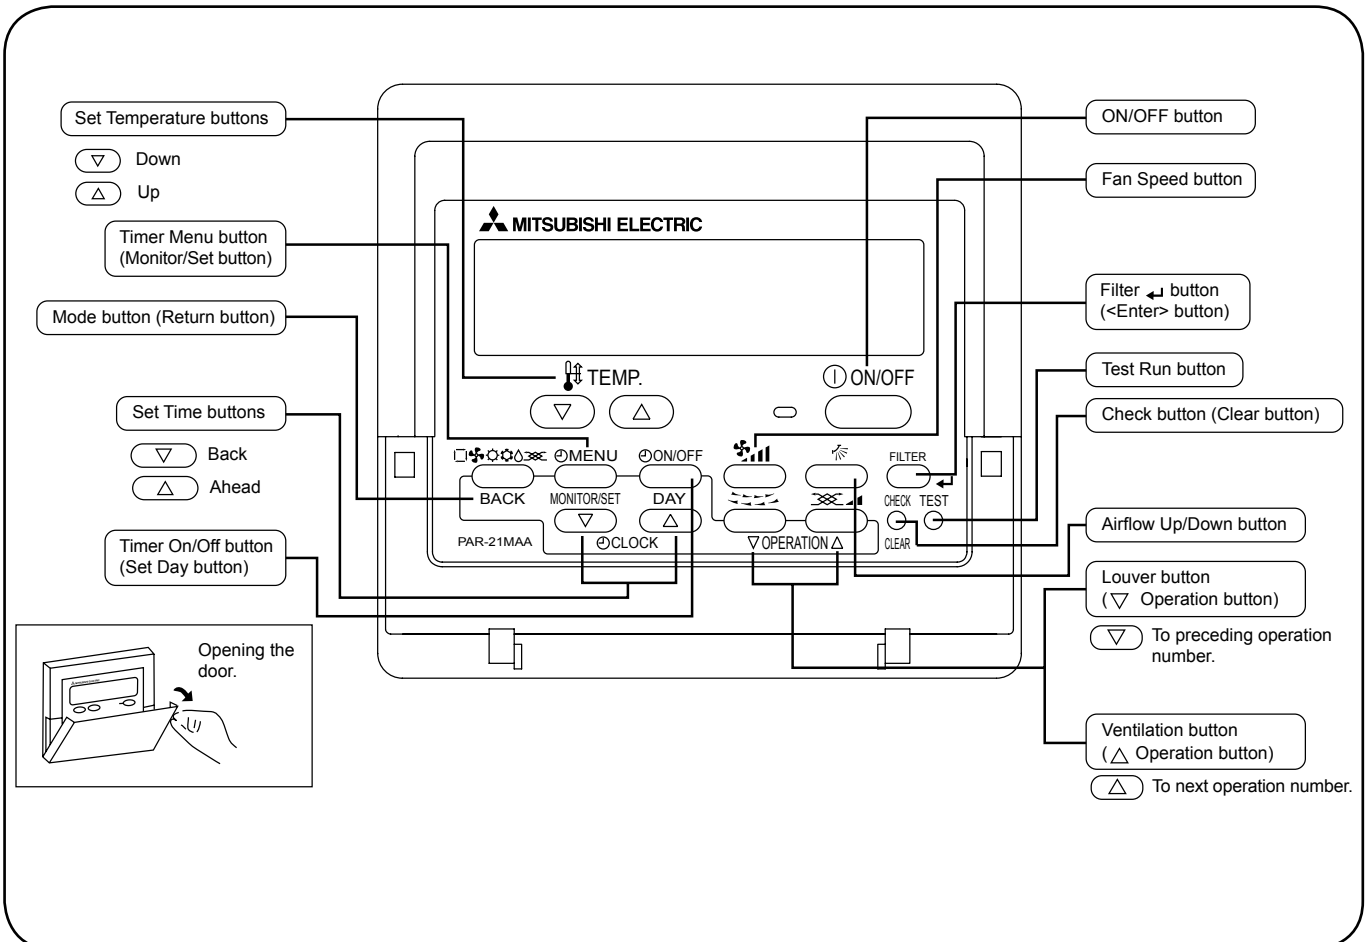 Set Temperature buttons
▽ Down
△ Up
Timer Menu button
(Monitor/Set button)
Mode button (Return button)
Set Time buttons
▽ Back
△ Ahead
Timer On/Off button
(Set Day button)
Opening the
door.
MITSUBISHI ELECTRIC
TEMP.
ON/OFF
▽ △
MENU ON/OFF FILTER
BACK MONITOR/SET DAY CHECK TEST
▽ △
PAR-21MAA CLOCK ▽ OPERATION △ CLEAR
ON/OFF button
Fan Speed button
Filter ↵ button
(<Enter> button)
Test Run button
Check button (Clear button)
Airflow Up/Down button
Louver button
(▽ Operation button)
▽ To preceding operation
number.
Ventilation button
(△ Operation button)
△ To next operation number.